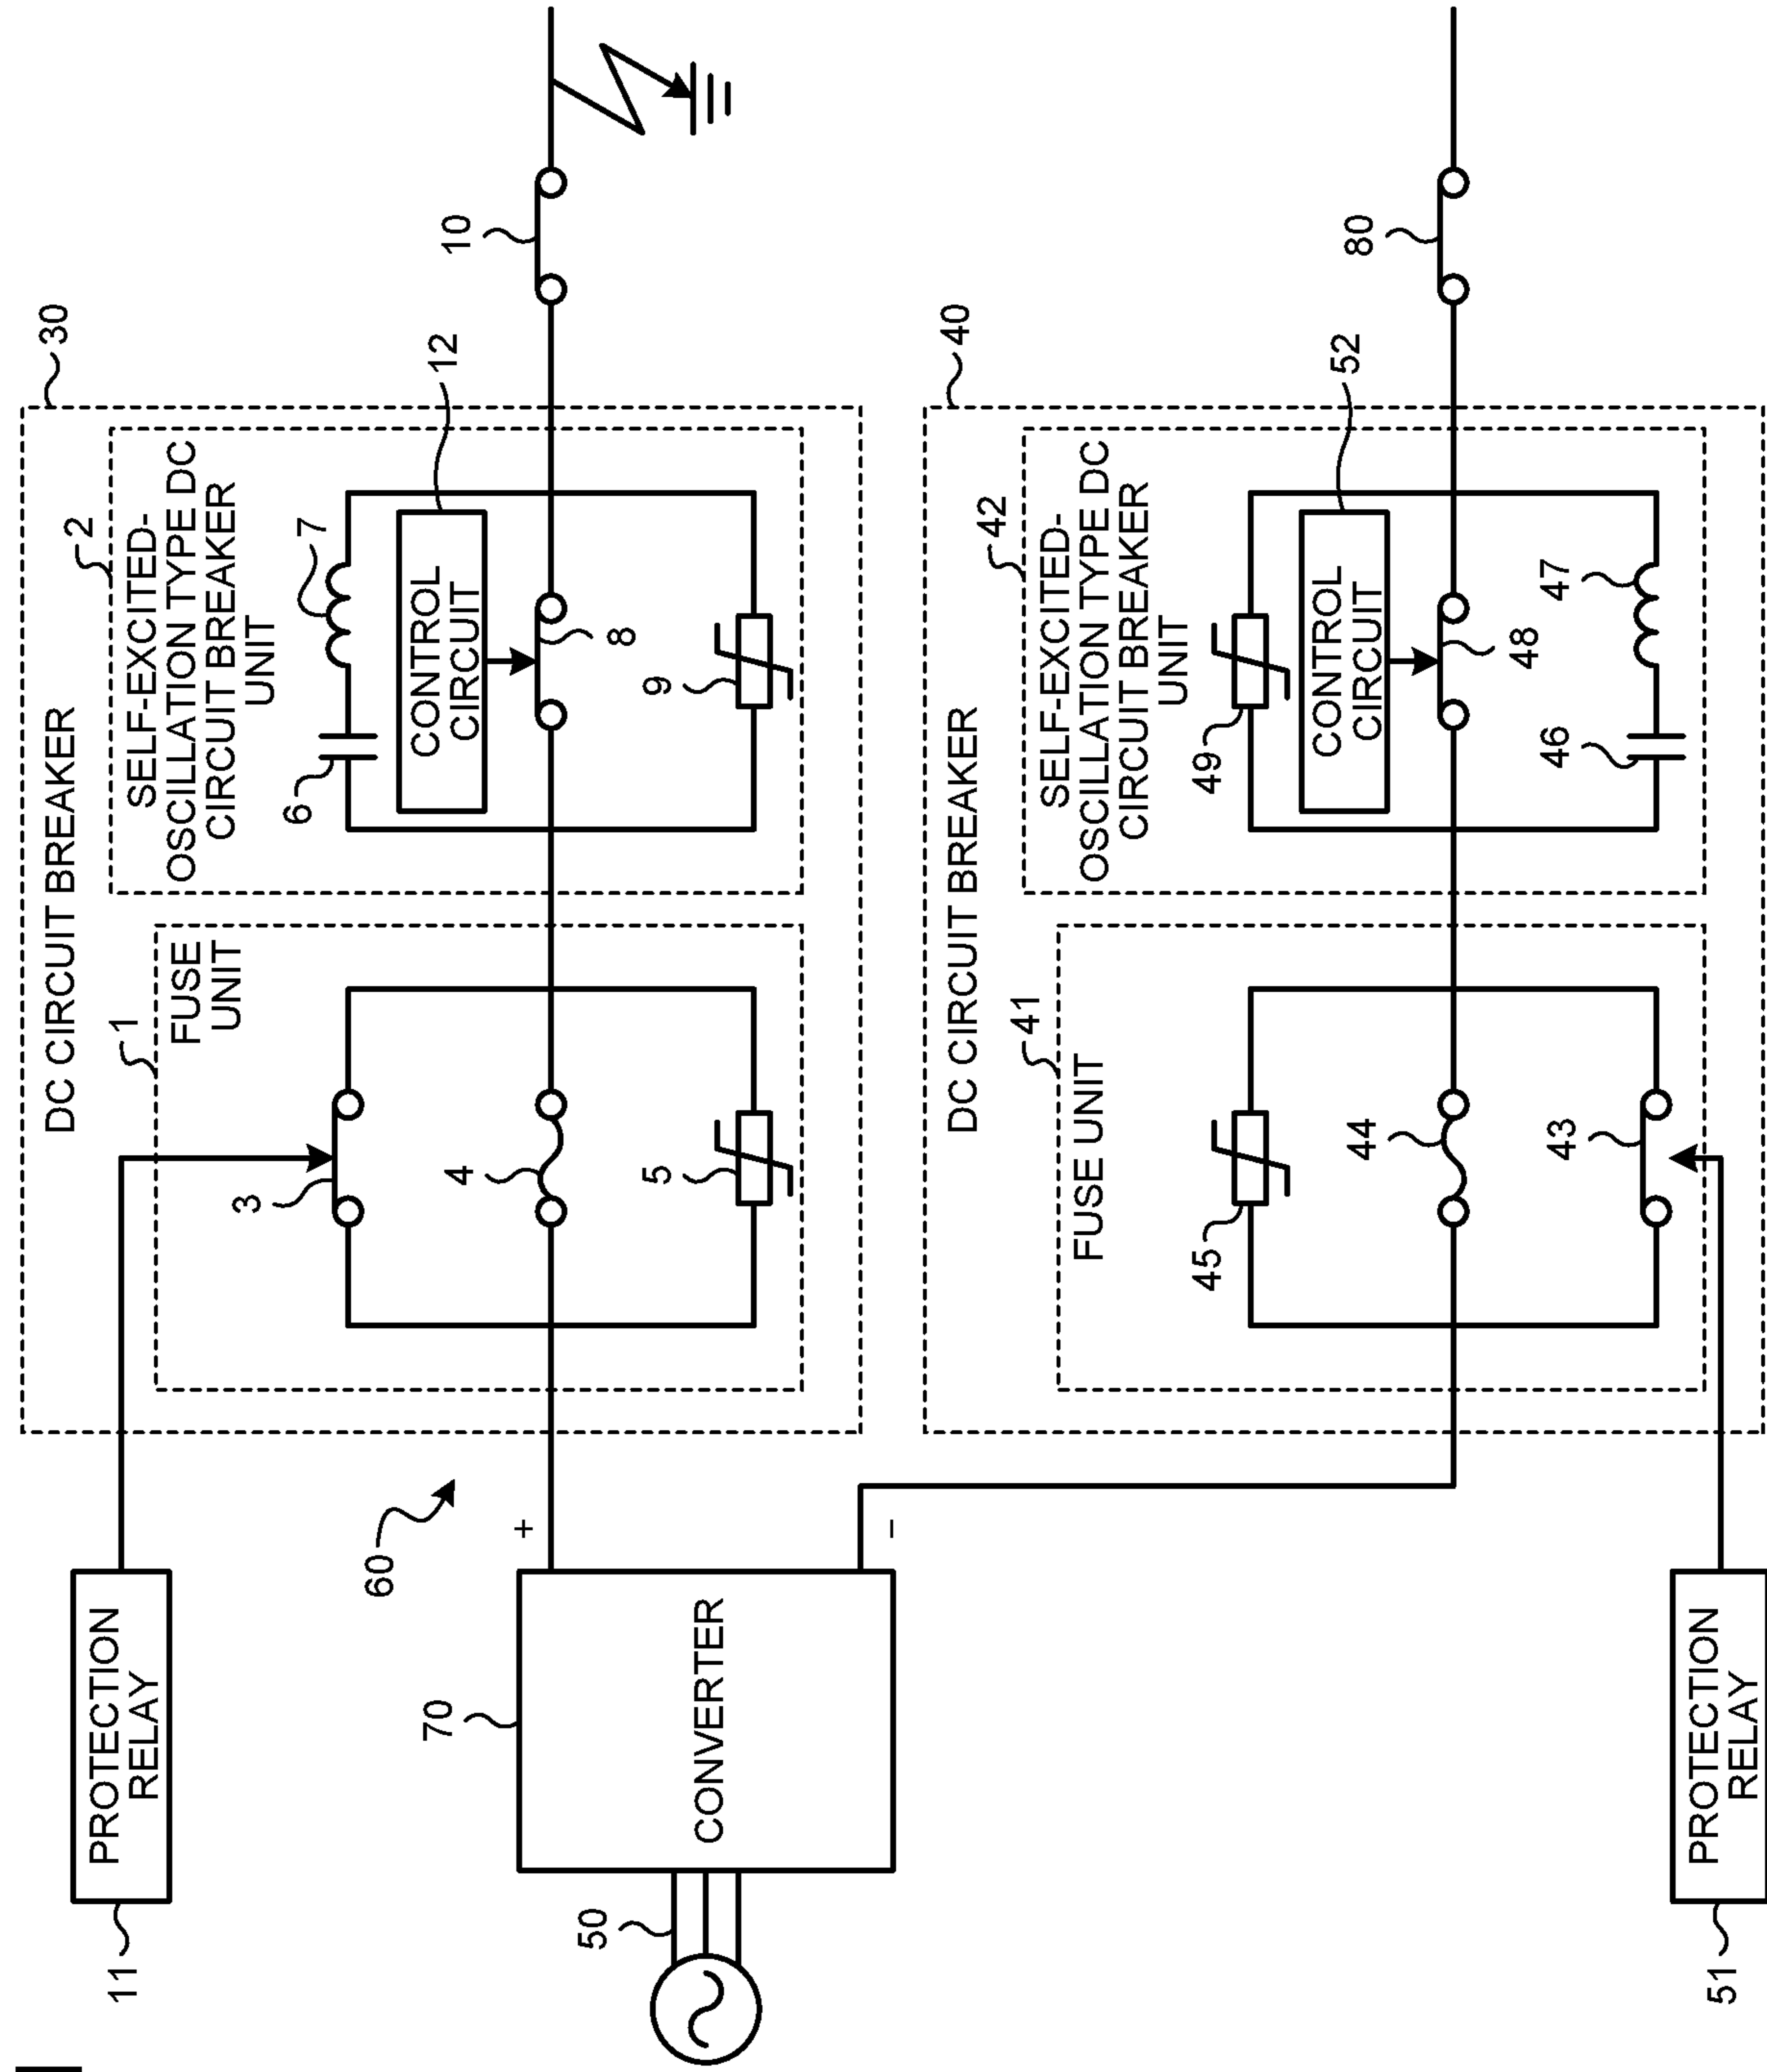 30
DC CIRCUIT BREAKER
2
SELF-EXCITED-
OSCILLATION TYPE DC
CIRCUIT BREAKER
UNIT
1
FUSE
UNIT
PROTECTION
RELAY
11
3
4
5
6
7
CONTROL
CIRCUIT
12
8
9
10
60
70
CONVERTER
+
–
50
40
DC CIRCUIT BREAKER
42
SELF-EXCITED-
OSCILLATION TYPE DC
CIRCUIT BREAKER
UNIT
41
FUSE UNIT
45
44
43
49
CONTROL
CIRCUIT
52
48
46
47
80
PROTECTION
RELAY
51